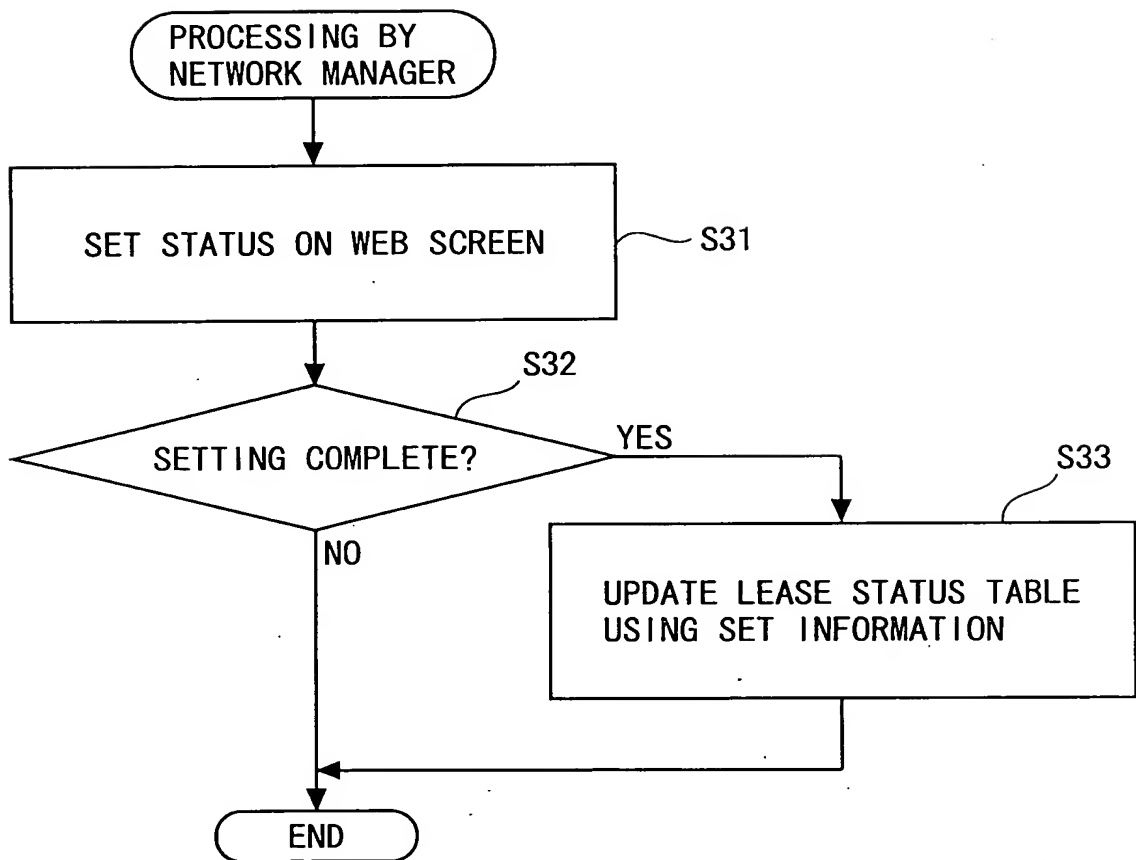 PROCESSING BY
NETWORK MANAGER
SET STATUS ON WEB SCREEN
S31
S32
SETTING COMPLETE?
YES
S33
NO
UPDATE LEASE STATUS TABLE
USING SET INFORMATION
END